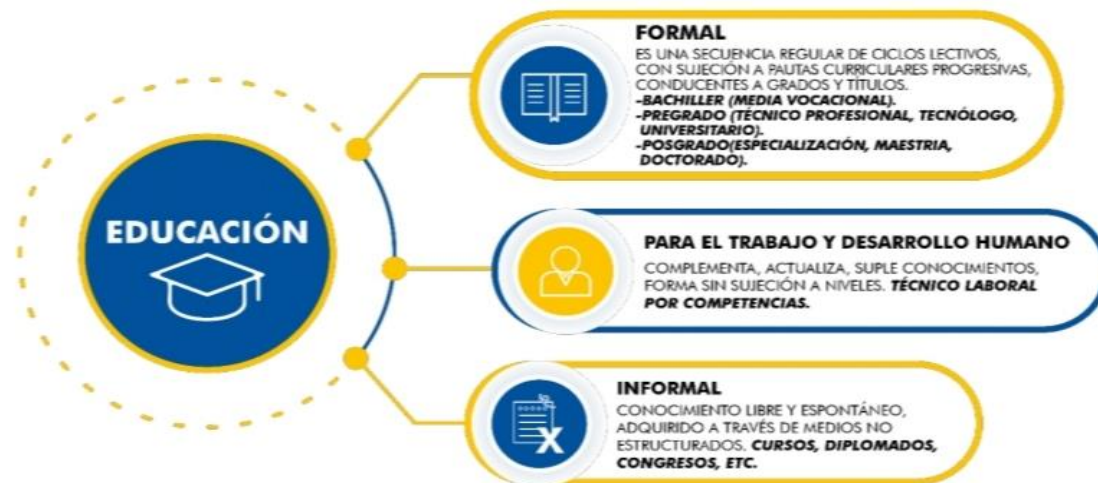 EDUCACIÓN
FORMAL
ES UNA SECUENCIA REGULAR DE CICLOS LECTIVOS,
CON SUJECIÓN A PAUTAS CURRICULARES PROGRESIVAS,
CONDUCENTES A GRADOS Y TÍTULOS.
-BACHILLER (MEDIA VOCACIONAL).
-PREGRADO (TÉCNICO PROFESIONAL, TECNÓLOGO,
UNIVERSITARIO).
-POSGRADO(ESPECIALIZACIÓN, MAESTRIA,
DOCTORADO).
PARA EL TRABAJO Y DESARROLLO HUMANO
COMPLEMENTA, ACTUALIZA, SUPLE CONOCIMIENTOS,
FORMA SIN SUJECIÓN A NIVELES. TÉCNICO LABORAL
POR COMPETENCIAS.
INFORMAL
CONOCIMIENTO LIBRE Y ESPONTÁNEO,
ADQUIRIDO A TRAVÉS DE MEDIOS NO
ESTRUCTURADOS. CURSOS, DIPLOMADOS,
CONGRESOS, ETC.